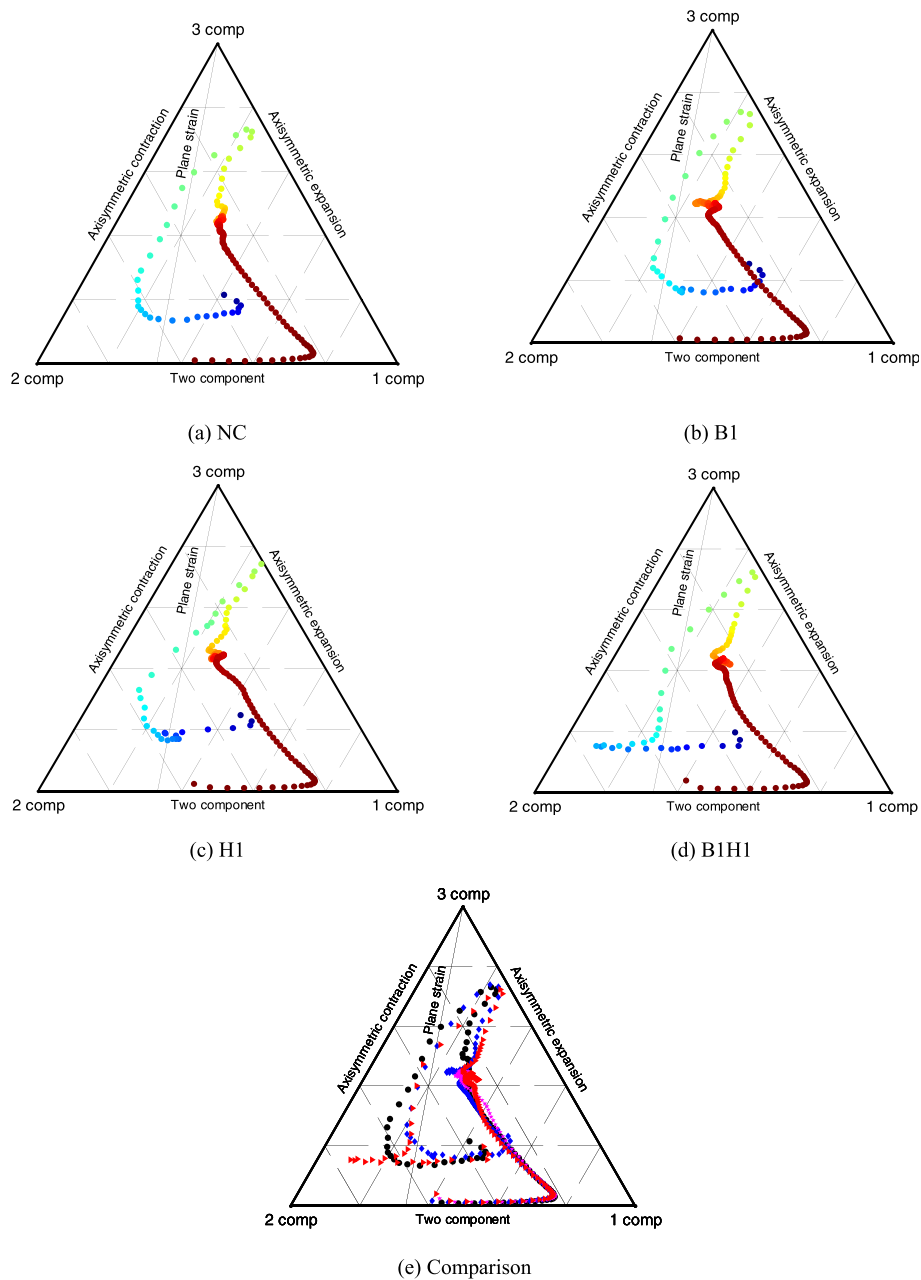 3 comp
Axisymmetric contraction
Plane strain
Axisymmetric expansion
2 comp
Two component
1 comp
(a) NC
3 comp
Axisymmetric contraction
Plane strain
Axisymmetric expansion
2 comp
Two component
1 comp
(b) B1
3 comp
Axisymmetric contraction
Plane strain
Axisymmetric expansion
2 comp
Two component
1 comp
(c) H1
3 comp
Axisymmetric contraction
Plane strain
Axisymmetric expansion
2 comp
Two component
1 comp
(d) B1H1
3 comp
Axisymmetric contraction
Plane strain
Axisymmetric expansion
2 comp
Two component
1 comp
(e) Comparison